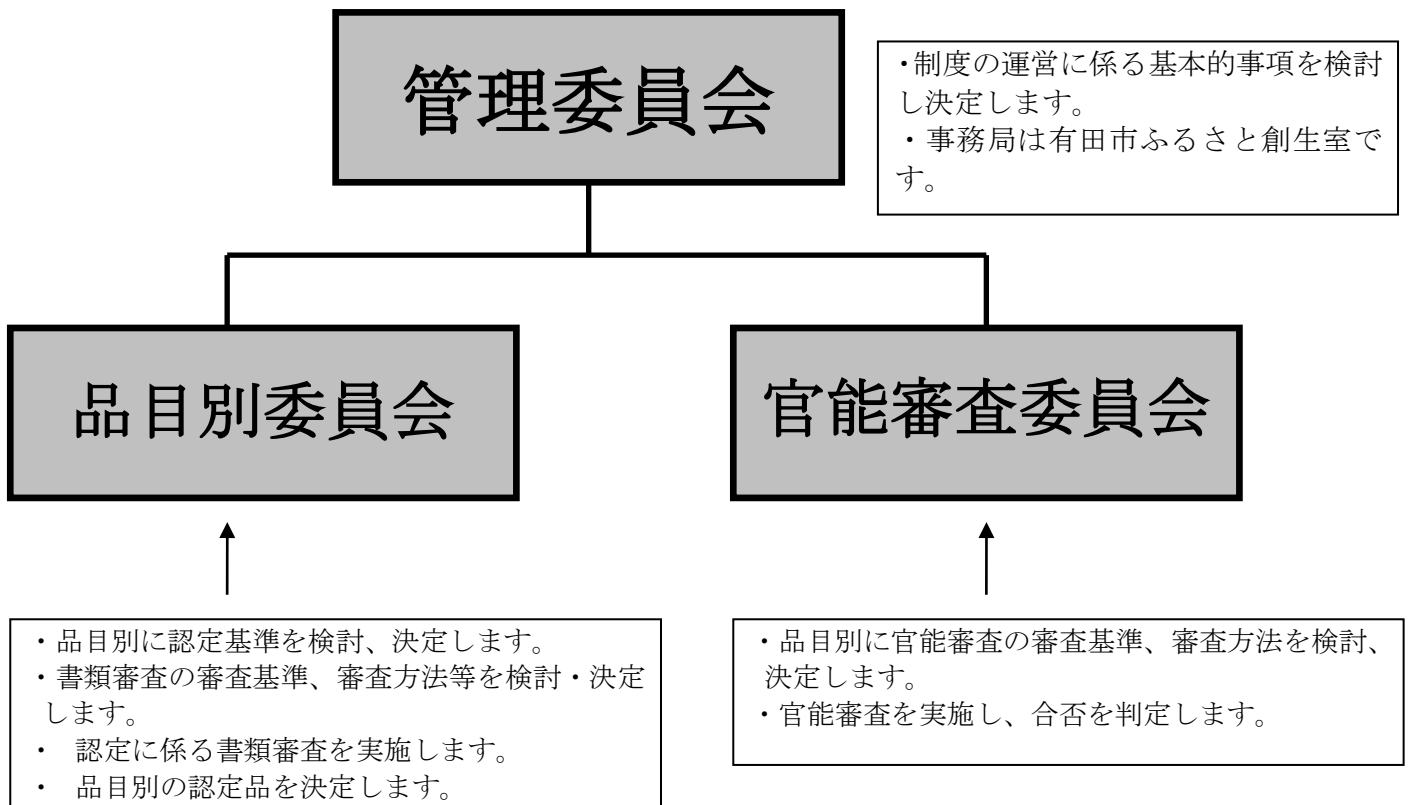 管理委員会
・制度の運営に係る基本的事項を検討
し決定します。
・事務局は有田市ふるさと創生室で
す。
品目別委員会
官能審査委員会
・品目別に認定基準を検討、決定します。
・書類審査の審査基準、審査方法等を検討・決定
します。
・ 認定に係る書類審査を実施します。
・ 品目別の認定品を決定します。
・品目別に官能審査の審査基準、審査方法を検討、
決定します。
・官能審査を実施し、合否を判定します。